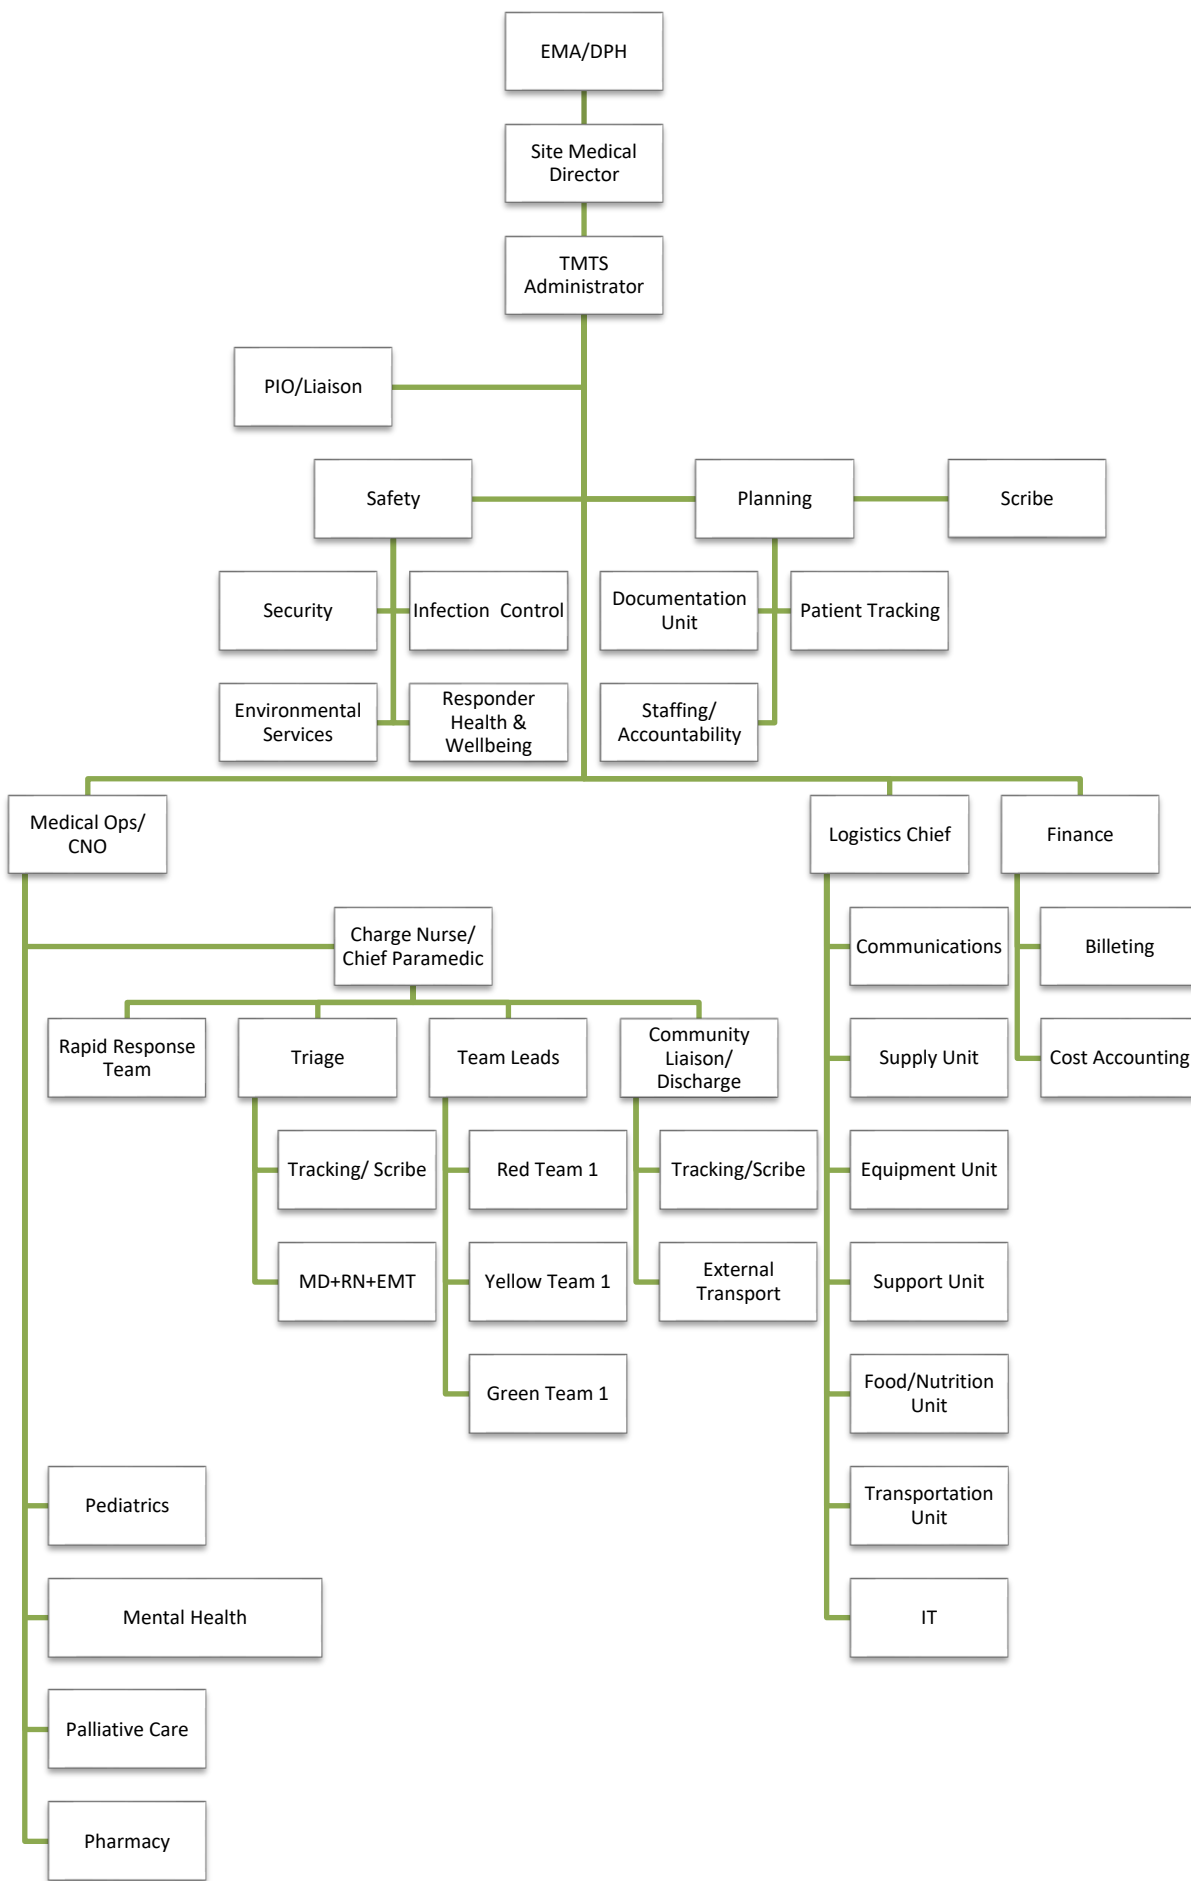 EMA/DPH
Site Medical
Director
TMTS
Administrator
PIO/Liaison
Safety
Planning
Scribe
Security
Infection  Control
Documentation
Unit
Patient Tracking
Environmental
Services
Responder
Health &
Wellbeing
Staffing/
Accountability
Medical Ops/
CNO
Logistics Chief
Finance
Charge Nurse/
Chief Paramedic
Communications
Billeting
Rapid Response
Team
Triage
Team Leads
Community
Liaison/
Discharge
Supply Unit
Cost Accounting
Tracking/ Scribe
Red Team 1
Tracking/Scribe
Equipment Unit
MD+RN+EMT
Yellow Team 1
External
Transport
Support Unit
Green Team 1
Food/Nutrition
Unit
Pediatrics
Transportation
Unit
Mental Health
IT
Palliative Care
Pharmacy